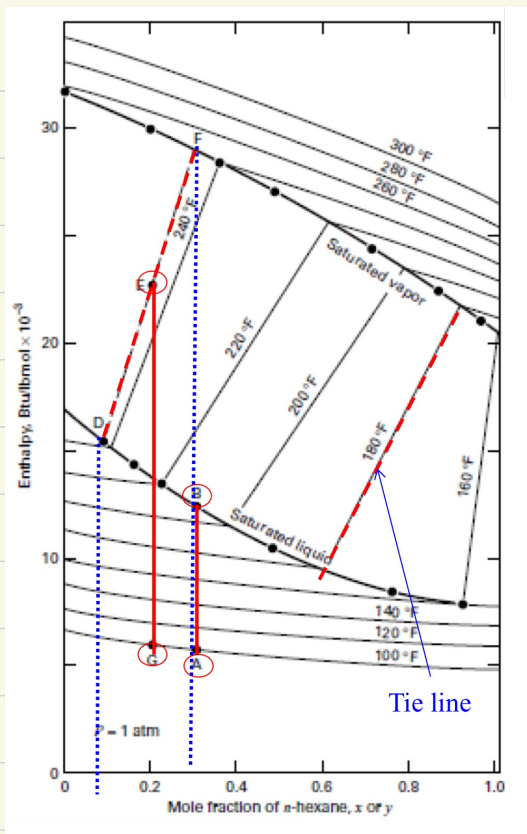 30
20
10
0
Enthalpy, Btu/lbmol × 10⁻³
300 °F
280 °F
260 °F
240 °F
220 °F
200 °F
180 °F
160 °F
140 °F
120 °F
100 °F
Saturated vapor
Saturated liquid
F
E
D
B
G
A
P = 1 atm
Tie line
0 0.2 0.4 0.6 0.8 1.0
Mole fraction of n-hexane, x or y